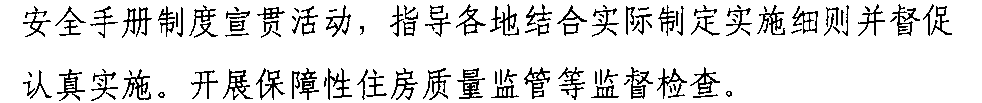 安全手册制度宣贯活动，指导各地结合实际制定实施细则并督促
认真实施。开展保障性住房质量监管等监督检查。